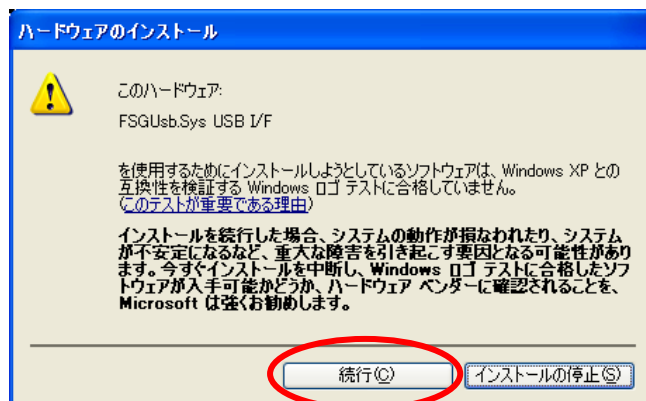 ハードウェアのインストール
このハードウェア:
FSGUsb.Sys USB I/F
を使用するためにインストールしようとしているソフトウェアは、Windows XP との
互換性を検証する Windows ロゴ テストに合格していません。
(このテストが重要である理由)
インストールを続行した場合、システムの動作が損なわれたり、システム
が不安定になるなど、重大な障害を引き起こす要因となる可能性があり
ます。今すぐインストールを中断し、Windows ロゴ テストに合格したソフ
トウェアが入手可能かどうか、ハードウェア ベンダーに確認されることを、
Microsoft は強くお勧めします。
続行(C) インストールの停止(S)